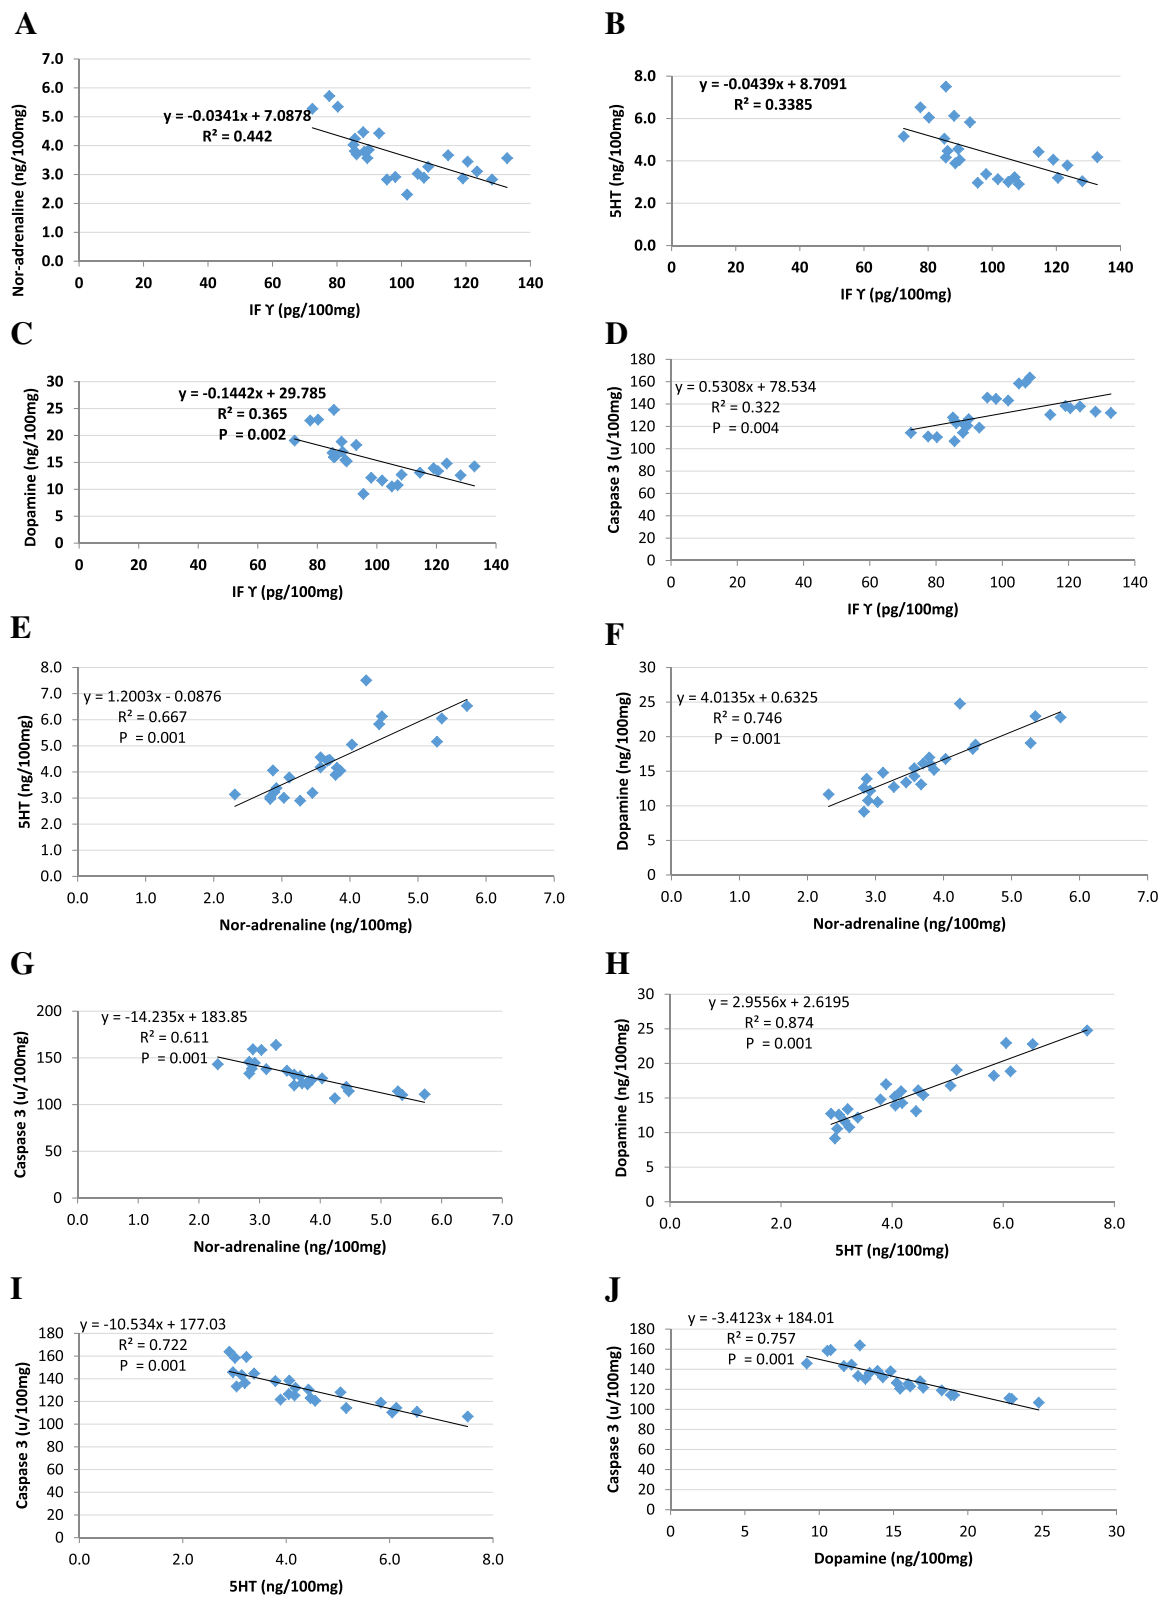 A
7.0
6.0
5.0
4.0
3.0
2.0
1.0
0.0
Nor-adrenaline (ng/100mg)
y = -0.0341x + 7.0878
R² = 0.442
0 20 40 60 80 100 120 140
IF ϒ (pg/100mg)
B
8.0
6.0
4.0
2.0
0.0
5HT (ng/100mg)
y = -0.0439x + 8.7091
R² = 0.3385
0 20 40 60 80 100 120 140
IF ϒ (pg/100mg)
C
30
25
20
15
10
5
0
Dopamine (ng/100mg)
y = -0.1442x + 29.785
R² = 0.365
P = 0.002
0 20 40 60 80 100 120 140
IF ϒ (pg/100mg)
D
180
160
140
120
100
80
60
40
20
0
Caspase 3 (u/100mg)
y = 0.5308x + 78.534
R² = 0.322
P = 0.004
0 20 40 60 80 100 120 140
IF ϒ (pg/100mg)
E
8.0
7.0
6.0
5.0
4.0
3.0
2.0
1.0
0.0
5HT (ng/100mg)
y = 1.2003x - 0.0876
R² = 0.667
P = 0.001
0.0 1.0 2.0 3.0 4.0 5.0 6.0 7.0
Nor-adrenaline (ng/100mg)
F
30
25
20
15
10
5
0
Dopamine (ng/100mg)
y = 4.0135x + 0.6325
R² = 0.746
P = 0.001
0.0 1.0 2.0 3.0 4.0 5.0 6.0 7.0
Nor-adrenaline (ng/100mg)
G
200
150
100
50
0
Caspase 3 (u/100mg)
y = -14.235x + 183.85
R² = 0.611
P = 0.001
0.0 1.0 2.0 3.0 4.0 5.0 6.0 7.0
Nor-adrenaline (ng/100mg)
H
30
25
20
15
10
5
0
Dopamine (ng/100mg)
y = 2.9556x + 2.6195
R² = 0.874
P = 0.001
0.0 2.0 4.0 6.0 8.0
5HT (ng/100mg)
I
180
160
140
120
100
80
60
40
20
0
Caspase 3 (u/100mg)
y = -10.534x + 177.03
R² = 0.722
P = 0.001
0.0 2.0 4.0 6.0 8.0
5HT (ng/100mg)
J
180
160
140
120
100
80
60
40
20
0
Caspase 3 (u/100mg)
y = -3.4123x + 184.01
R² = 0.757
P = 0.001
0 5 10 15 20 25 30
Dopamine (ng/100mg)